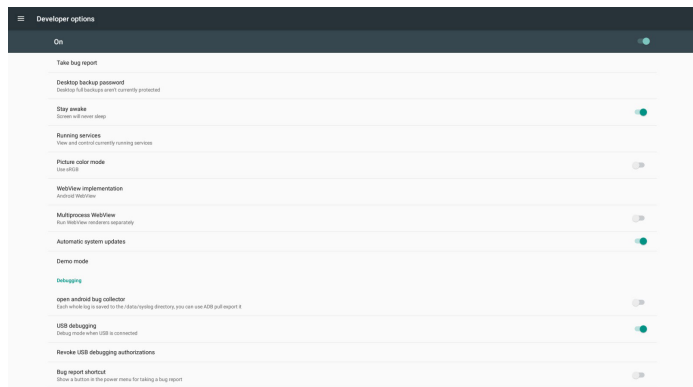 Developer options
On
Take bug report
Desktop backup password
Desktop full backups aren't currently protected
Stay awake
Screen will never sleep
Running services
View and control currently running services
Picture color mode
Use sRGB
WebView implementation
Android WebView
Multiprocess WebView
Run WebView renderers separately
Automatic system updates
Demo mode
Debugging
open android bug collector
Each whole log is saved to the /data/syslog directory, you can use ADB pull export it
USB debugging
Debug mode when USB is connected
Revoke USB debugging authorizations
Bug report shortcut
Show a button in the power menu for taking a bug report